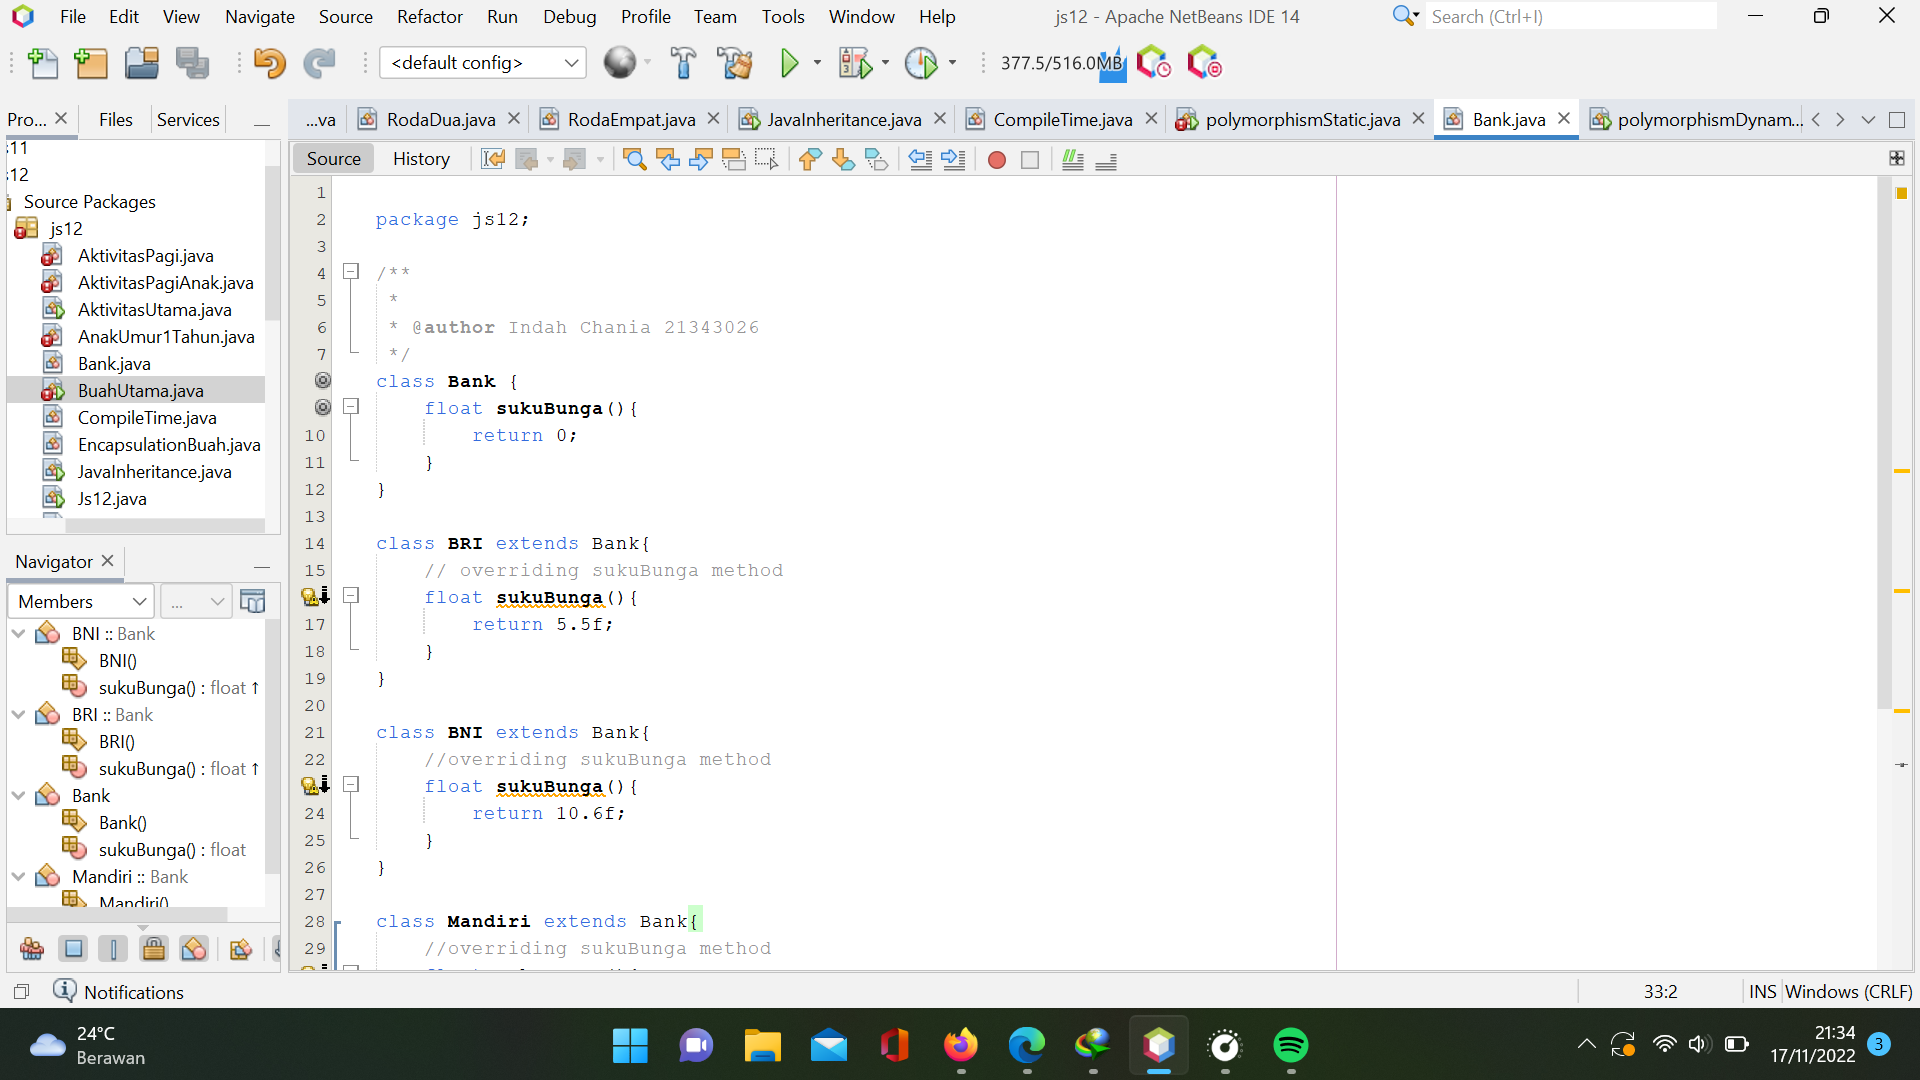 File Edit View Navigate Source Refactor Run Debug Profile Team Tools Window Help js12 - Apache NetBeans IDE 14 Search (Ctrl+I)
<default config> 377.5/516.0MB
Pro... Files Services ...va RodaDua.java RodaEmpat.java JavaInheritance.java CompileTime.java polymorphismStatic.java Bank.java polymorphismDynam...
Source History
:11
:12
Source Packages
js12
AktivitasPagi.java
AktivitasPagiAnak.java
AktivitasUtama.java
AnakUmur1Tahun.java
Bank.java
BuahUtama.java
CompileTime.java
EncapsulationBuah.java
JavaInheritance.java
Js12.java
Navigator
Members ...
BNI :: Bank
BNI()
sukuBunga() : float ↑
BRI :: Bank
BRI()
sukuBunga() : float ↑
Bank
Bank()
sukuBunga() : float
Mandiri :: Bank
Mandiri()
1
2 package js12;
3
4 /**
5 *
6 * @author Indah Chania 21343026
7 */
class Bank {
float sukuBunga(){
10 return 0;
11 }
12 }
13
14 class BRI extends Bank{
15 // overriding sukuBunga method
float sukuBunga(){
17 return 5.5f;
18 }
19 }
20
21 class BNI extends Bank{
22 //overriding sukuBunga method
float sukuBunga(){
24 return 10.6f;
25 }
26 }
27
28 class Mandiri extends Bank{
29 //overriding sukuBunga method
Notifications 33:2 INS Windows (CRLF)
24°C
Berawan
21:34
17/11/2022
3